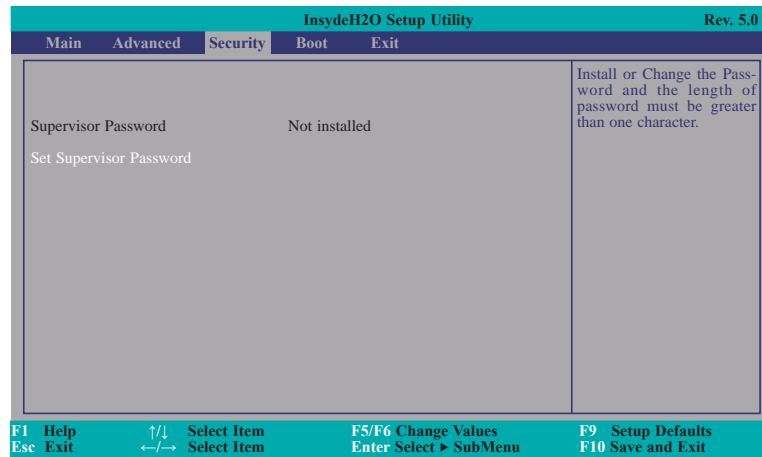 InsydeH2O Setup Utility Rev. 5.0
Main Advanced Security Boot Exit
Supervisor Password Not installed
Set Supervisor Password
Install or Change the Pass-
word and the length of
password must be greater
than one character.
F1 Help ↑/↓ Select Item F5/F6 Change Values F9 Setup Defaults
Esc Exit ←/→ Select Item Enter Select ▶ SubMenu F10 Save and Exit